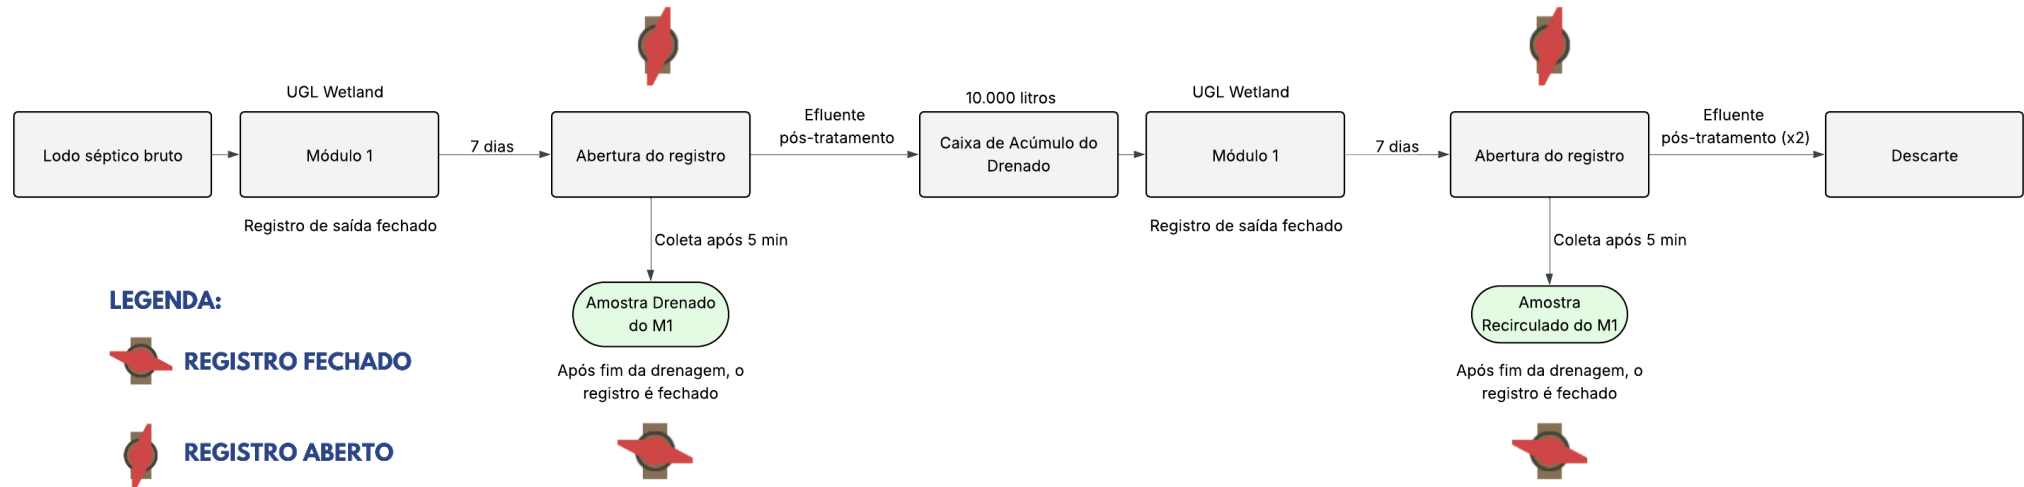 Lodo séptico bruto
UGL Wetland
Módulo 1
Registro de saída fechado
7 dias
Abertura do registro
Coleta após 5 min
Amostra Drenado
do M1
Após fim da drenagem, o
registro é fechado
Efluente
pós-tratamento
10.000 litros
Caixa de Acúmulo do
Drenado
UGL Wetland
Módulo 1
Registro de saída fechado
7 dias
Abertura do registro
Coleta após 5 min
Amostra
Recirculado do M1
Após fim da drenagem, o
registro é fechado
Efluente
pós-tratamento (x2)
Descarte
LEGENDA:
REGISTRO FECHADO
REGISTRO ABERTO